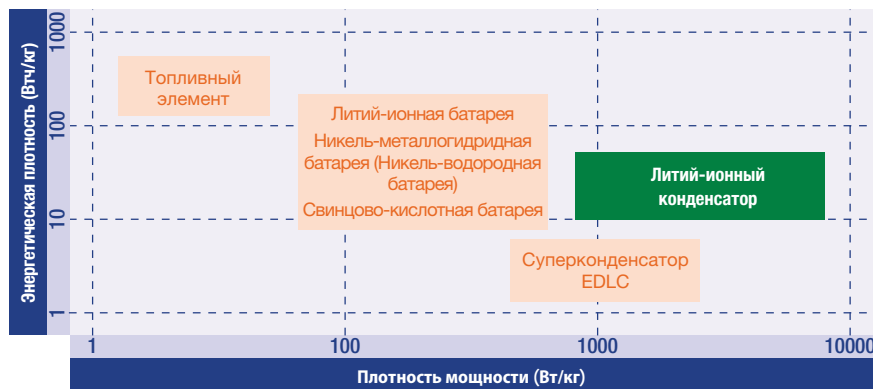 Энергетическая плотность (Втч/кг)
1000
100
10
1
Топливный
элемент
Литий-ионная батарея
Никель-металлогидридная
батарея (Никель-водородная
батарея)
Свинцово-кислотная батарея
Литий-ионный
конденсатор
Суперконденсатор
EDLC
1
100
1000
10000
Плотность мощности (Вт/кг)